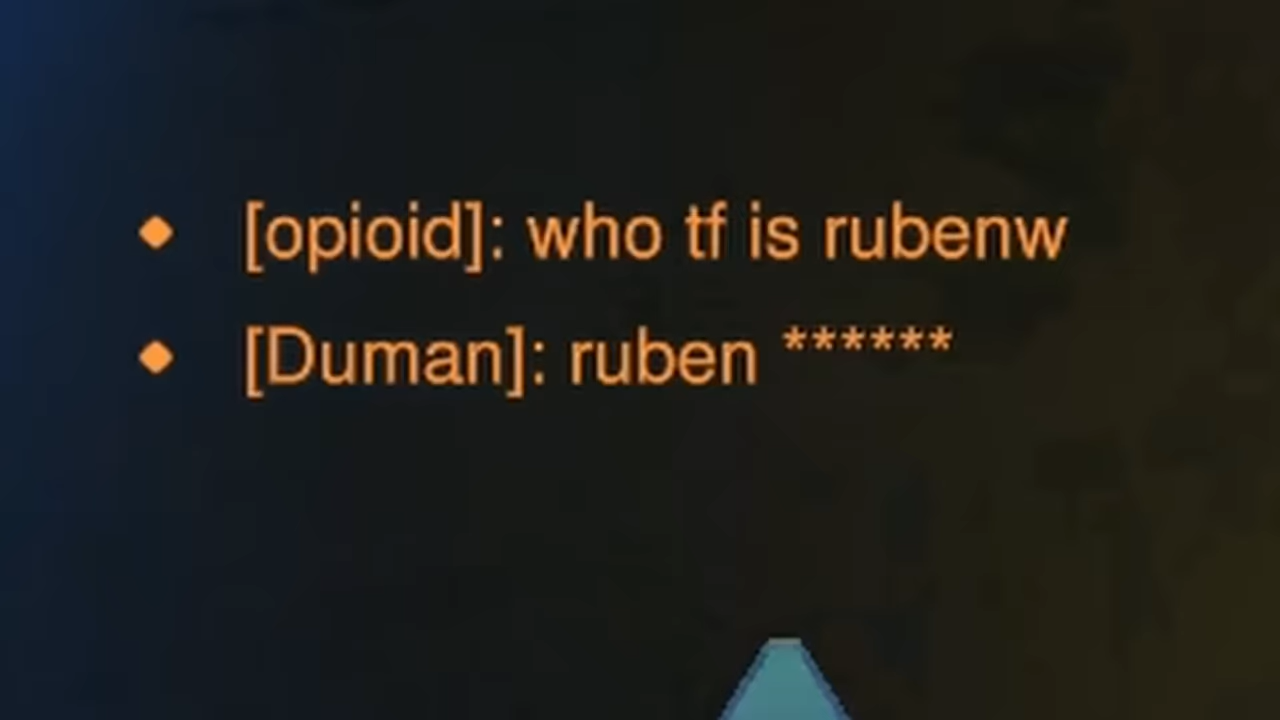 [opioid]: who tf is rubenw
[Duman]: ruben ******